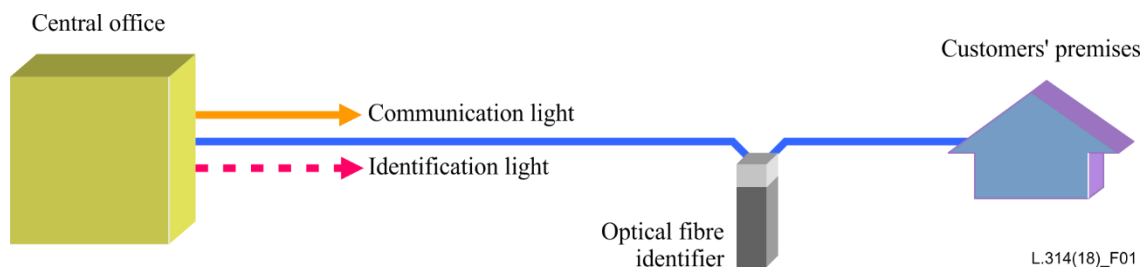 Central office
Customers' premises
Communication light
Identification light
Optical fibre
identifier
L.314(18)_F01